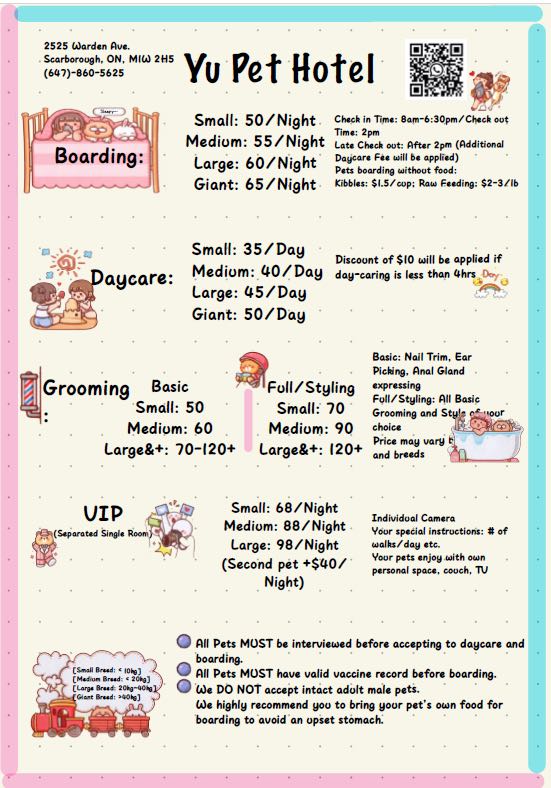 2525 Warden Ave.
Scarborough, ON, M1W 2H5
(647)-860-5625
Yu Pet Hotel
Boarding:
Small: 50/Night
Medium: 55/Night
Large: 60/Night
Giant: 65/Night
Check in Time: 8am-6:30pm/Check out
Time: 2pm
Late Check out: After 2pm (Additional
Daycare Fee will be applied)
Pets boarding without food:
Kibbles: $1.5/cup; Raw Feeding: $2-3/lb
Daycare:
Small: 35/Day
Medium: 40/Day
Large: 45/Day
Giant: 50/Day
Discount of $10 will be applied if
day-caring is less than 4hrs
Day
Grooming
:
Basic
Small: 50
Medium: 60
Large&+: 70-120+
Full/Styling
Small: 70
Medium: 90
Large&+: 120+
Basic: Nail Trim, Ear
Picking, Anal Gland
expressing
Full/Styling: All Basic
Grooming and Style of your
choice
Price may vary
and breeds
VIP
(Separated Single Room)
Small: 68/Night
Medium: 88/Night
Large: 98/Night
(Second pet +$40/
Night)
Individual Camera
Your special instructions: # of
walks/day etc.
Your pets enjoy with own
personal space, couch, TV
[Small Breed: < 10kg]
[Medium Breed: < 20kg]
[Large Breed: 20kg-40kg]
[Giant Breed: >40kg]
All Pets MUST be interviewed before accepting to daycare and
boarding.
All Pets MUST have valid vaccine record before boarding.
We DO NOT accept intact adult male pets.
We highly recommend you to bring your pet's own food for
boarding to avoid an upset stomach.